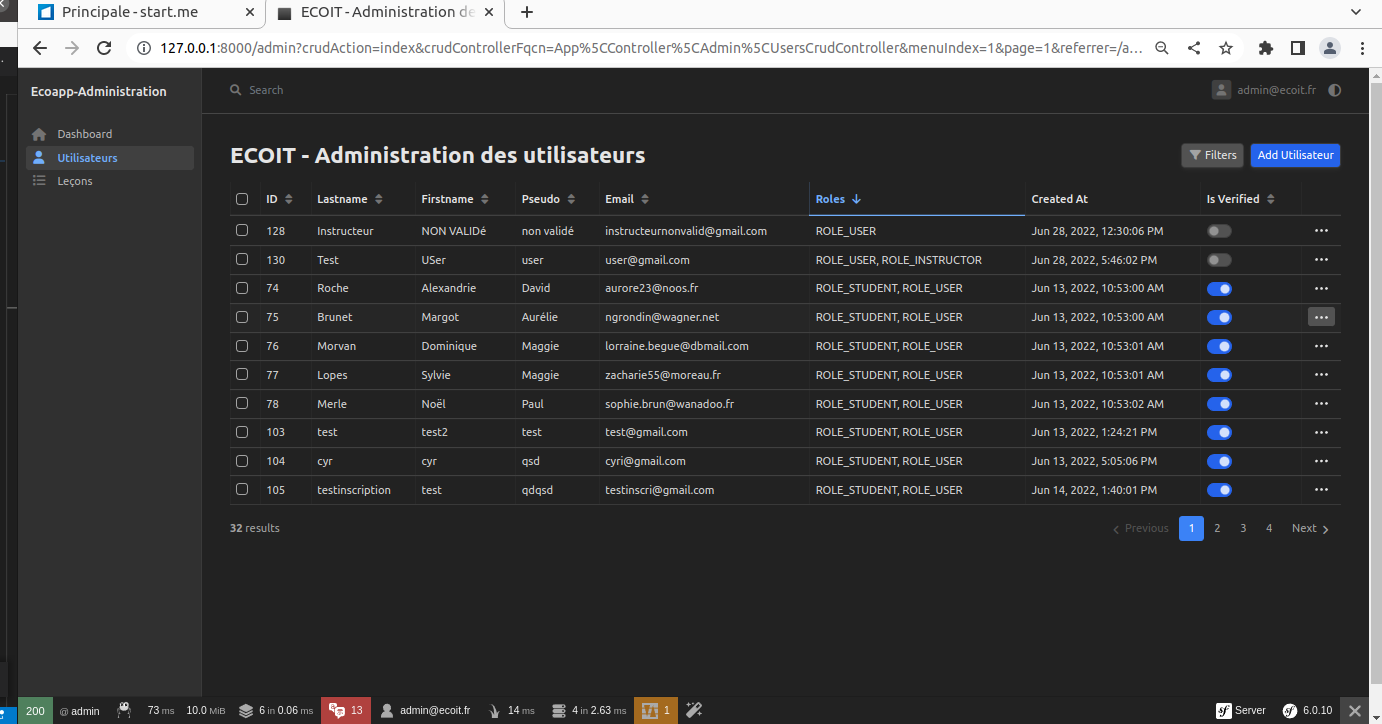 Principale - start.me
ECOIT - Administration de
127.0.0.1:8000/admin?crudAction=index&crudControllerFqcn=App%5CController%5CAdmin%5CUsersCrudController&menuIndex=1&page=1&referrer=/a...
Ecoapp-Administration
Search
admin@ecoit.fr
Dashboard
Utilisateurs
Leçons
ECOIT - Administration des utilisateurs
Filters
Add Utilisateur
ID Lastname Firstname Pseudo Email Roles Created At Is Verified
128 Instructeur NON VALIDé non validé instructeurnonvalid@gmail.com ROLE_USER Jun 28, 2022, 12:30:06 PM
130 Test USer user user@gmail.com ROLE_USER, ROLE_INSTRUCTOR Jun 28, 2022, 5:46:02 PM
74 Roche Alexandrie David aurore23@noos.fr ROLE_STUDENT, ROLE_USER Jun 13, 2022, 10:53:00 AM
75 Brunet Margot Aurélie ngrondin@wagner.net ROLE_STUDENT, ROLE_USER Jun 13, 2022, 10:53:00 AM
76 Morvan Dominique Maggie lorraine.begue@dbmail.com ROLE_STUDENT, ROLE_USER Jun 13, 2022, 10:53:01 AM
77 Lopes Sylvie Maggie zacharie55@moreau.fr ROLE_STUDENT, ROLE_USER Jun 13, 2022, 10:53:01 AM
78 Merle Noël Paul sophie.brun@wanadoo.fr ROLE_STUDENT, ROLE_USER Jun 13, 2022, 10:53:02 AM
103 test test2 test test@gmail.com ROLE_STUDENT, ROLE_USER Jun 13, 2022, 1:24:21 PM
104 cyr cyr qsd cyri@gmail.com ROLE_STUDENT, ROLE_USER Jun 13, 2022, 5:05:06 PM
105 testinscription test qdqsd testinscri@gmail.com ROLE_STUDENT, ROLE_USER Jun 14, 2022, 1:40:01 PM
32 results
Previous 1 2 3 4 Next
200 @ admin 73 ms 10.0 MiB 6 in 0.06 ms 13 admin@ecoit.fr 14 ms 4 in 2.63 ms 1 Server 6.0.10